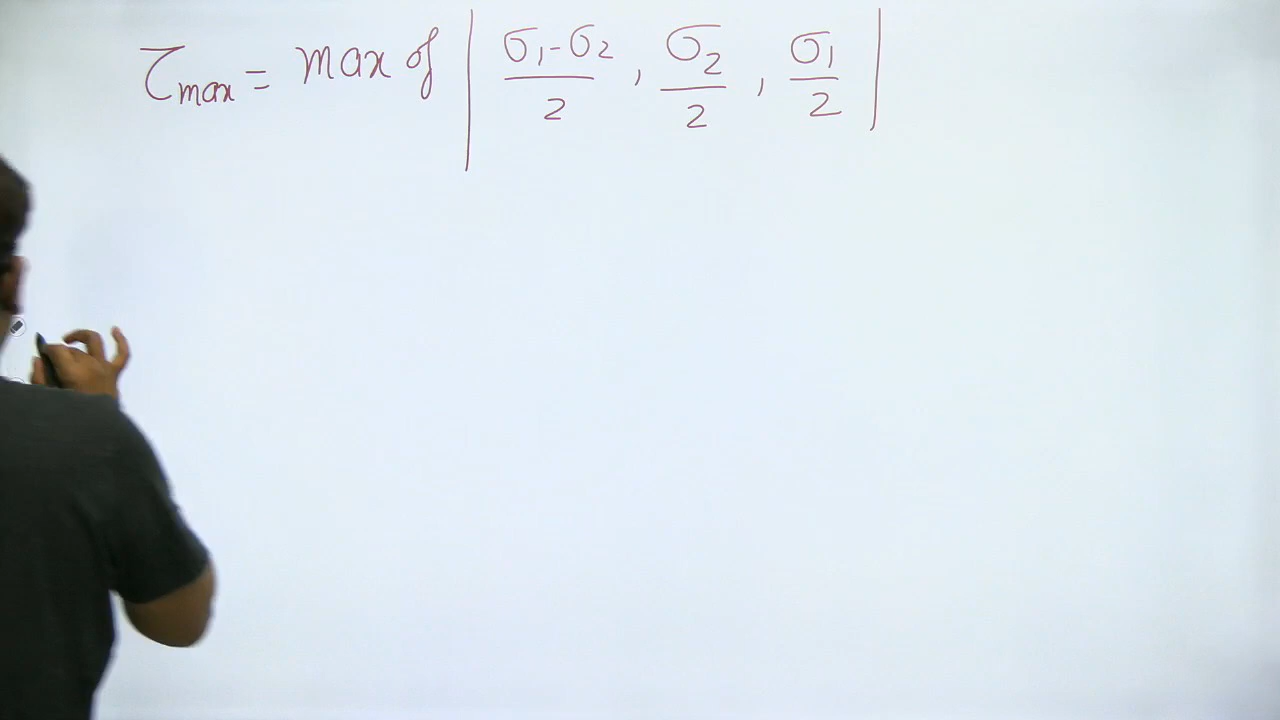 τmax = max of | σ1-σ2/2 , σ2/2 , σ1/2 |